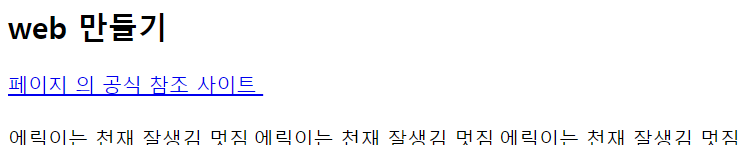 web 만들기
페이지 의 공식 참조 사이트
에릭이는 천재 잘생김 멋짐 에릭이는 천재 잘생김 멋짐 에릭이는 천재 잘생김 멋짐